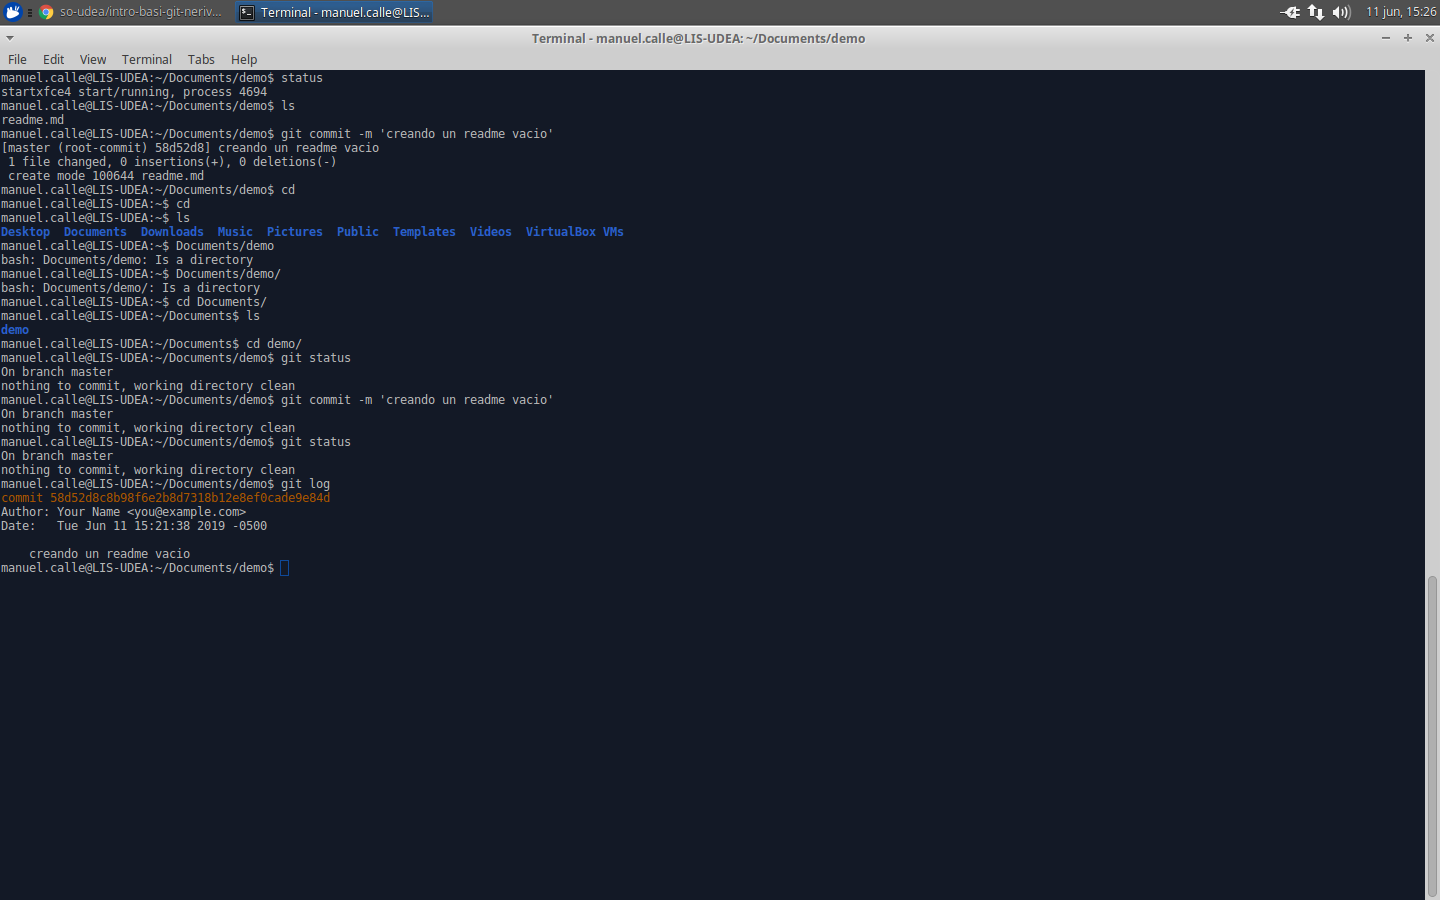 so-udea/intro-basi-git-neriv...
Terminal - manuel.calle@LIS...
11 jun, 15:26
Terminal - manuel.calle@LIS-UDEA: ~/Documents/demo
File Edit View Terminal Tabs Help
manuel.calle@LIS-UDEA:~/Documents/demo$ status
startxfce4 start/running, process 4694
manuel.calle@LIS-UDEA:~/Documents/demo$ ls
readme.md
manuel.calle@LIS-UDEA:~/Documents/demo$ git commit -m 'creando un readme vacio'
[master (root-commit) 58d52d8] creando un readme vacio
 1 file changed, 0 insertions(+), 0 deletions(-)
 create mode 100644 readme.md
manuel.calle@LIS-UDEA:~/Documents/demo$ cd
manuel.calle@LIS-UDEA:~$ cd
manuel.calle@LIS-UDEA:~$ ls
Desktop  Documents  Downloads  Music  Pictures  Public  Templates  Videos  VirtualBox VMs
manuel.calle@LIS-UDEA:~$ Documents/demo
bash: Documents/demo: Is a directory
manuel.calle@LIS-UDEA:~$ Documents/demo/
bash: Documents/demo/: Is a directory
manuel.calle@LIS-UDEA:~$ cd Documents/
manuel.calle@LIS-UDEA:~/Documents$ ls
demo
manuel.calle@LIS-UDEA:~/Documents$ cd demo/
manuel.calle@LIS-UDEA:~/Documents/demo$ git status
On branch master
nothing to commit, working directory clean
manuel.calle@LIS-UDEA:~/Documents/demo$ git commit -m 'creando un readme vacio'
On branch master
nothing to commit, working directory clean
manuel.calle@LIS-UDEA:~/Documents/demo$ git status
On branch master
nothing to commit, working directory clean
manuel.calle@LIS-UDEA:~/Documents/demo$ git log
commit 58d52d8c8b98f6e2b8d7318b12e8ef0cade9e84d
Author: Your Name <you@example.com>
Date:   Tue Jun 11 15:21:38 2019 -0500
    creando un readme vacio
manuel.calle@LIS-UDEA:~/Documents/demo$